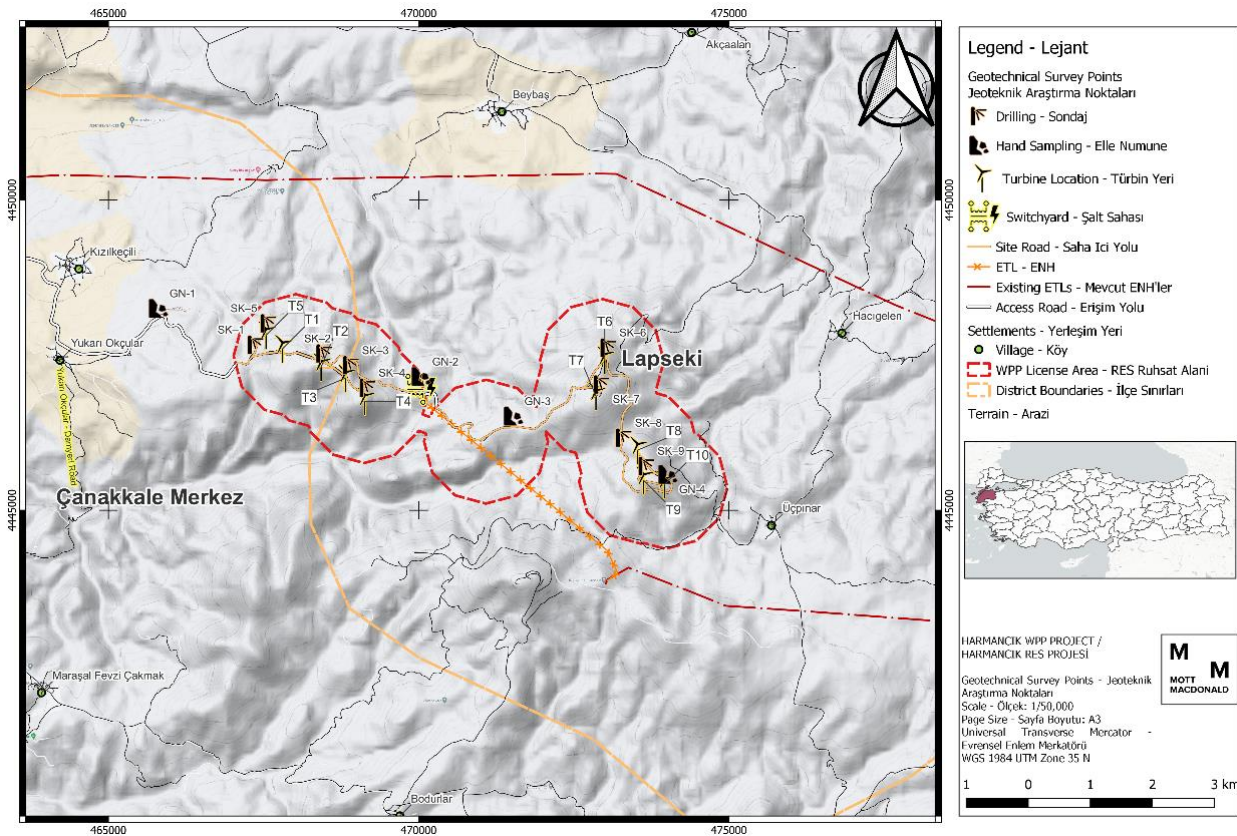 465000
470000
475000
Akçaalan
Beybaş
4450000
4450000
Kızılkeçili
GN-1
Hacıgelen
Yukarı Okçular
SK-5
T5
T1
SK-1
SK-2
T2
SK-3
GN-2
SK-4
T3
T4
T6
SK-6
Lapseki
T7
GN-3
SK-7
SK-8
T8
SK-9
T10
GN-4
T9
Çanakkale Merkez
4445000
4445000
Üçpınar
Maraşal Fevzi Çakmak
Bodurlar
465000
470000
475000
Legend - Lejant
Geotechnical Survey Points
Jeoteknik Araştırma Noktaları
Drilling - Sondaj
Hand Sampling - Elle Numune
Turbine Location - Türbin Yeri
Switchyard - Şalt Sahası
Site Road - Saha Ici Yolu
ETL - ENH
Existing ETLs - Mevcut ENH'ler
Access Road - Erişim Yolu
Settlements - Yerleşim Yeri
Village - Köy
WPP License Area - RES Ruhsat Alani
District Boundaries - İlçe Sınırları
Terrain - Arazi
HARMANCIK WPP PROJECT /
HARMANCIK RES PROJESİ
Geotechnical Survey Points - Jeoteknik
Araştırma Noktaları
Scale - Ölçek: 1/50,000
Page Size - Sayfa Boyutu: A3
Universal Transverse Mercator -
Evrensel Enlem Merkatörü
WGS 1984 UTM Zone 35 N
M
M
MOTT
MACDONALD
1 0 1 2 3 km